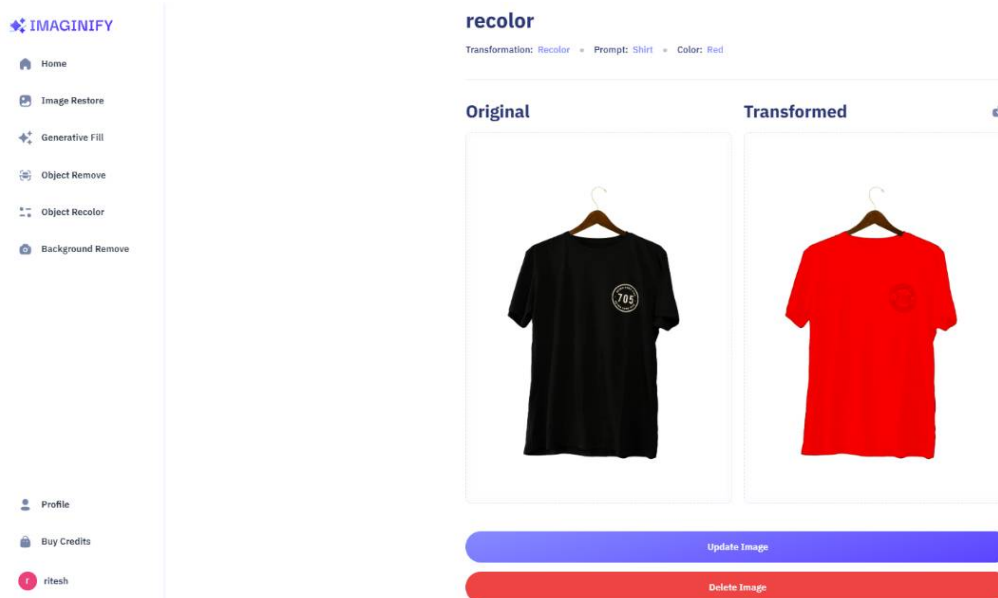 IMAGINIFY
Home
Image Restore
Generative Fill
Object Remove
Object Recolor
Background Remove
Profile
Buy Credits
r ritesh
recolor
Transformation: Recolor • Prompt: Shirt • Color: Red
Original
Transformed
705
Update Image
Delete Image